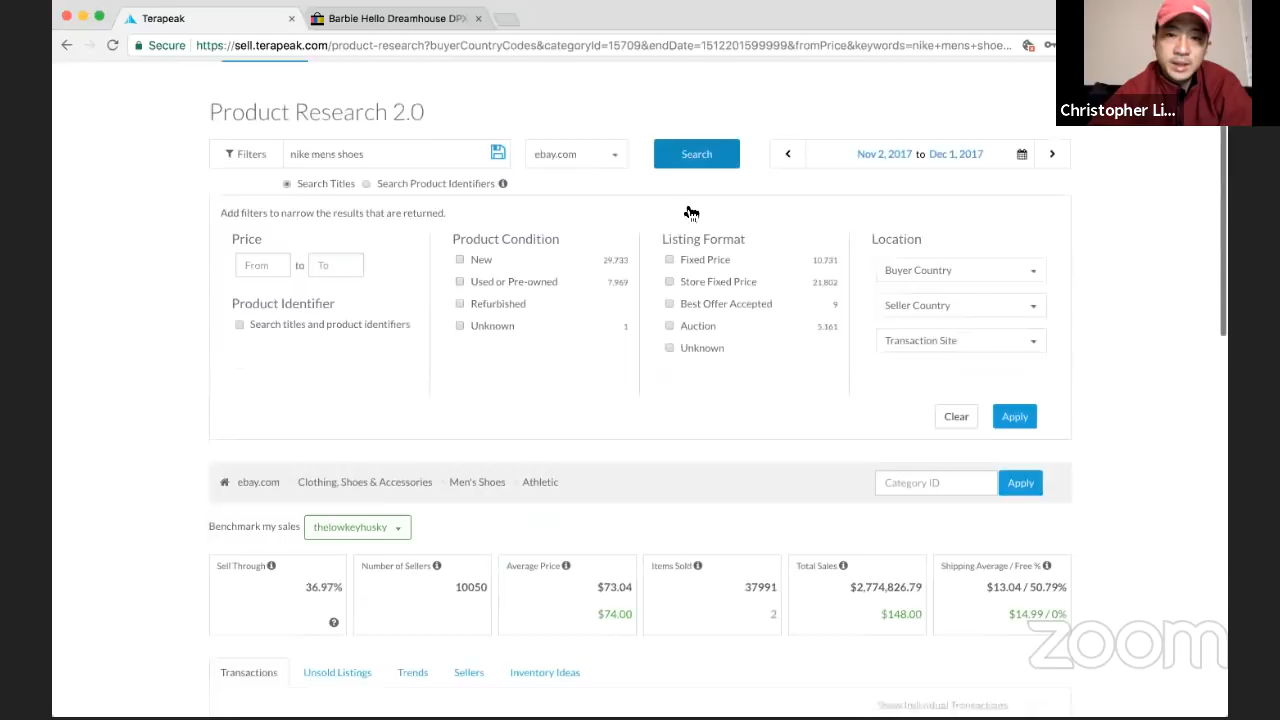 Terapeak
Barbie Hello Dreamhouse DPX
Secure https://sell.terapeak.com/product-research?buyerCountryCodes&categoryId=15709&endDate=1512201599999&fromPrice&keywords=nike+mens+shoe...
Christopher Li...
Product Research 2.0
Filters nike mens shoes ebay.com Search Nov 2, 2017 to Dec 1, 2017
Search Titles Search Product Identifiers
Add filters to narrow the results that are returned.
Price Product Condition Listing Format Location
From to To New 29,733 Fixed Price 10,731 Buyer Country
Used or Pre-owned 7,969 Store Fixed Price 21,802
Product Identifier Refurbished Best Offer Accepted 9 Seller Country
Search titles and product identifiers Unknown 1 Auction 5,161
Unknown Transaction Site
Clear Apply
ebay.com Clothing, Shoes & Accessories Men's Shoes Athletic Category ID Apply
Benchmark my sales thelowkeyhusky
Sell Through Number of Sellers Average Price Items Sold Total Sales Shipping Average / Free %
36.97% 10050 $73.04 37991 $2,774,826.79 $13.04 / 50.79%
$74.00 2 $148.00 $14.99 / 0%
zoom
Transactions Unsold Listings Trends Sellers Inventory Ideas
Show Individual Transactions